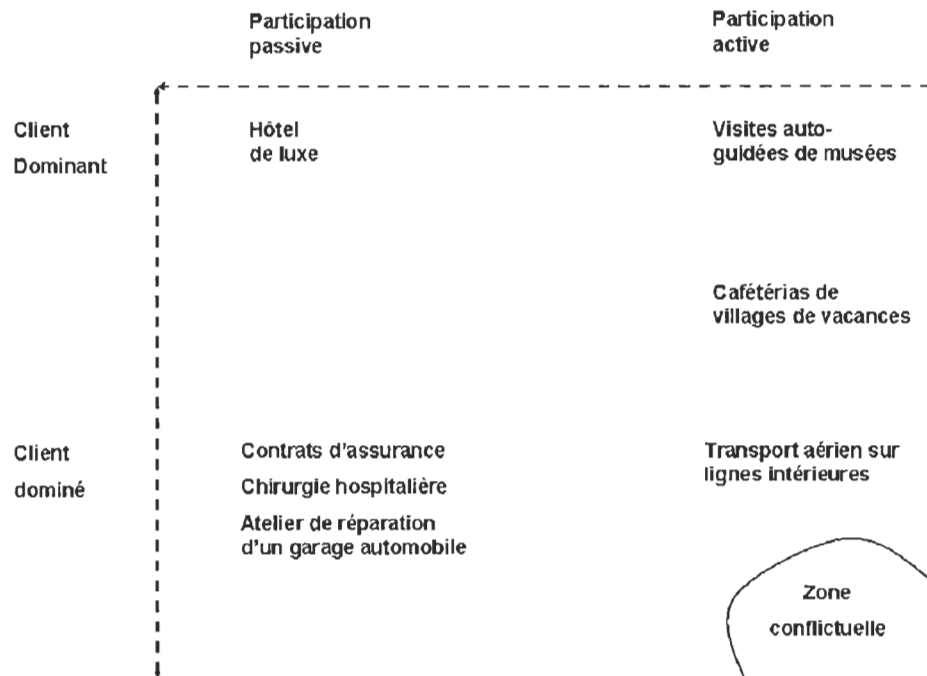 Participation
passive
Participation
active
Client
Dominant
Hôtel
de luxe
Visites auto-
guidées de musées
Cafétérias de
villages de vacances
Client
dominé
Contrats d'assurance
Chirurgie hospitalière
Atelier de réparation
d'un garage automobile
Transport aérien sur
lignes intérieures
Zone
conflictuelle